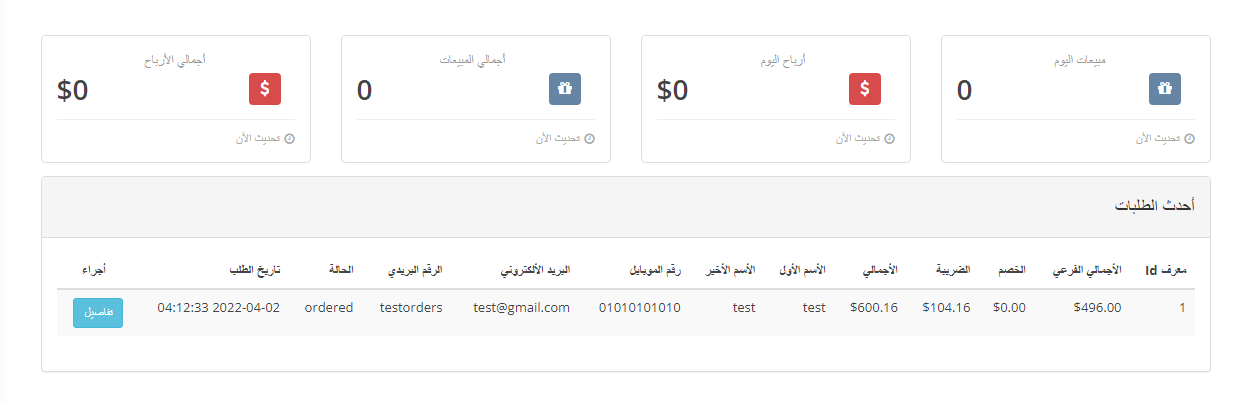 مبيعات اليوم
0
تحديث الأن
أرباح اليوم
$0
تحديث الأن
أجمالي المبيعات
0
تحديث الأن
أجمالي الأرباح
$0
تحديث الأن
أحدث الطلبات
معرف Id الأجمالي الفرعي الخصم الضريبة الأجمالي الأسم الأول الأسم الأخير رقم الموبايل البريد الألكتروني الرقم البريدي الحالة تاريخ الطلب أجراء
1 $496.00 $0.00 $104.16 $600.16 test test 01010101010 test@gmail.com testorders ordered 2022-04-02 04:12:33 تفاصيل